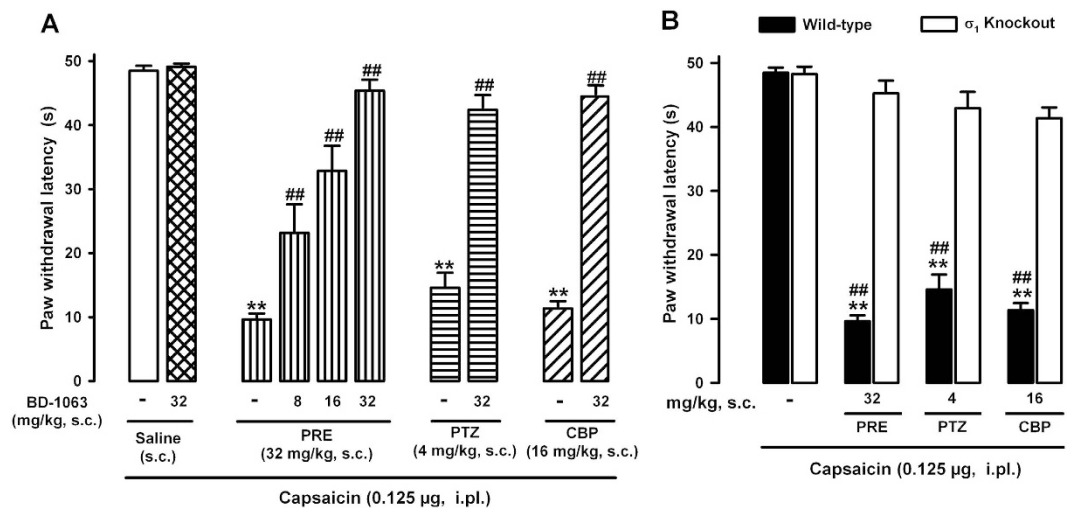 A
Paw withdrawal latency (s)
50
40
30
20
10
0
**
##
##
##
**
##
**
##
BD-1063
(mg/kg, s.c.)
- 32 - 8 16 32 - 32 - 32
Saline
(s.c.)
PRE
(32 mg/kg, s.c.)
PTZ
(4 mg/kg, s.c.)
CBP
(16 mg/kg, s.c.)
Capsaicin (0.125 µg, i.pl.)
B
Wild-type
σ₁ Knockout
Paw withdrawal latency (s)
50
40
30
20
10
0
##
**
##
**
##
**
mg/kg, s.c.
- 32 4 16
PRE PTZ CBP
Capsaicin (0.125 µg, i.pl.)